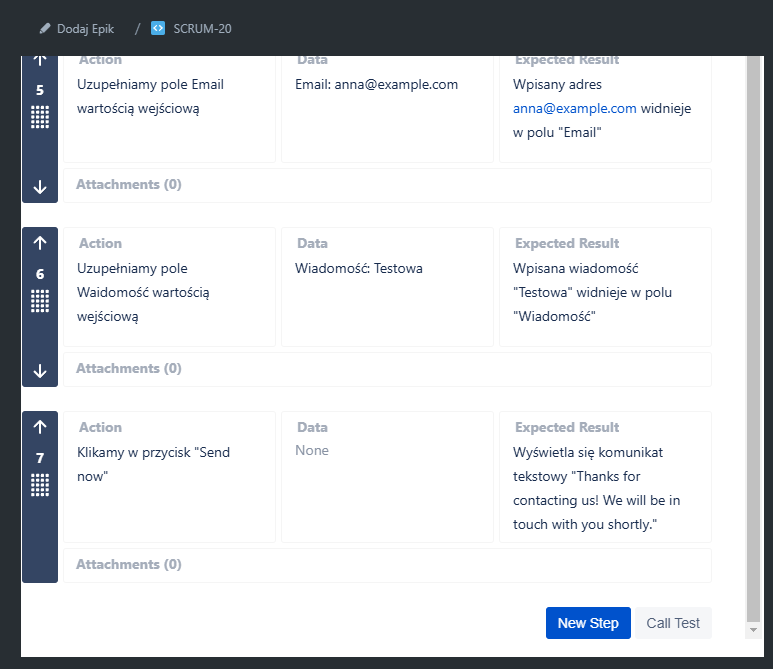 Dodaj Epik / SCRUM-20
Action Data Expected Result
5
Uzupełniamy pole Email
wartością wejściową
Email: anna@example.com
Wpisany adres
anna@example.com widnieje
w polu "Email"
Attachments (0)
Action Data Expected Result
6
Uzupełniamy pole
Waidomość wartością
wejściową
Wiadomość: Testowa
Wpisana wiadomość
"Testowa" widnieje w polu
"Wiadomość"
Attachments (0)
Action Data Expected Result
7
Klikamy w przycisk "Send
now"
None
Wyświetla się komunikat
tekstowy "Thanks for
contacting us! We will be in
touch with you shortly."
Attachments (0)
New Step Call Test